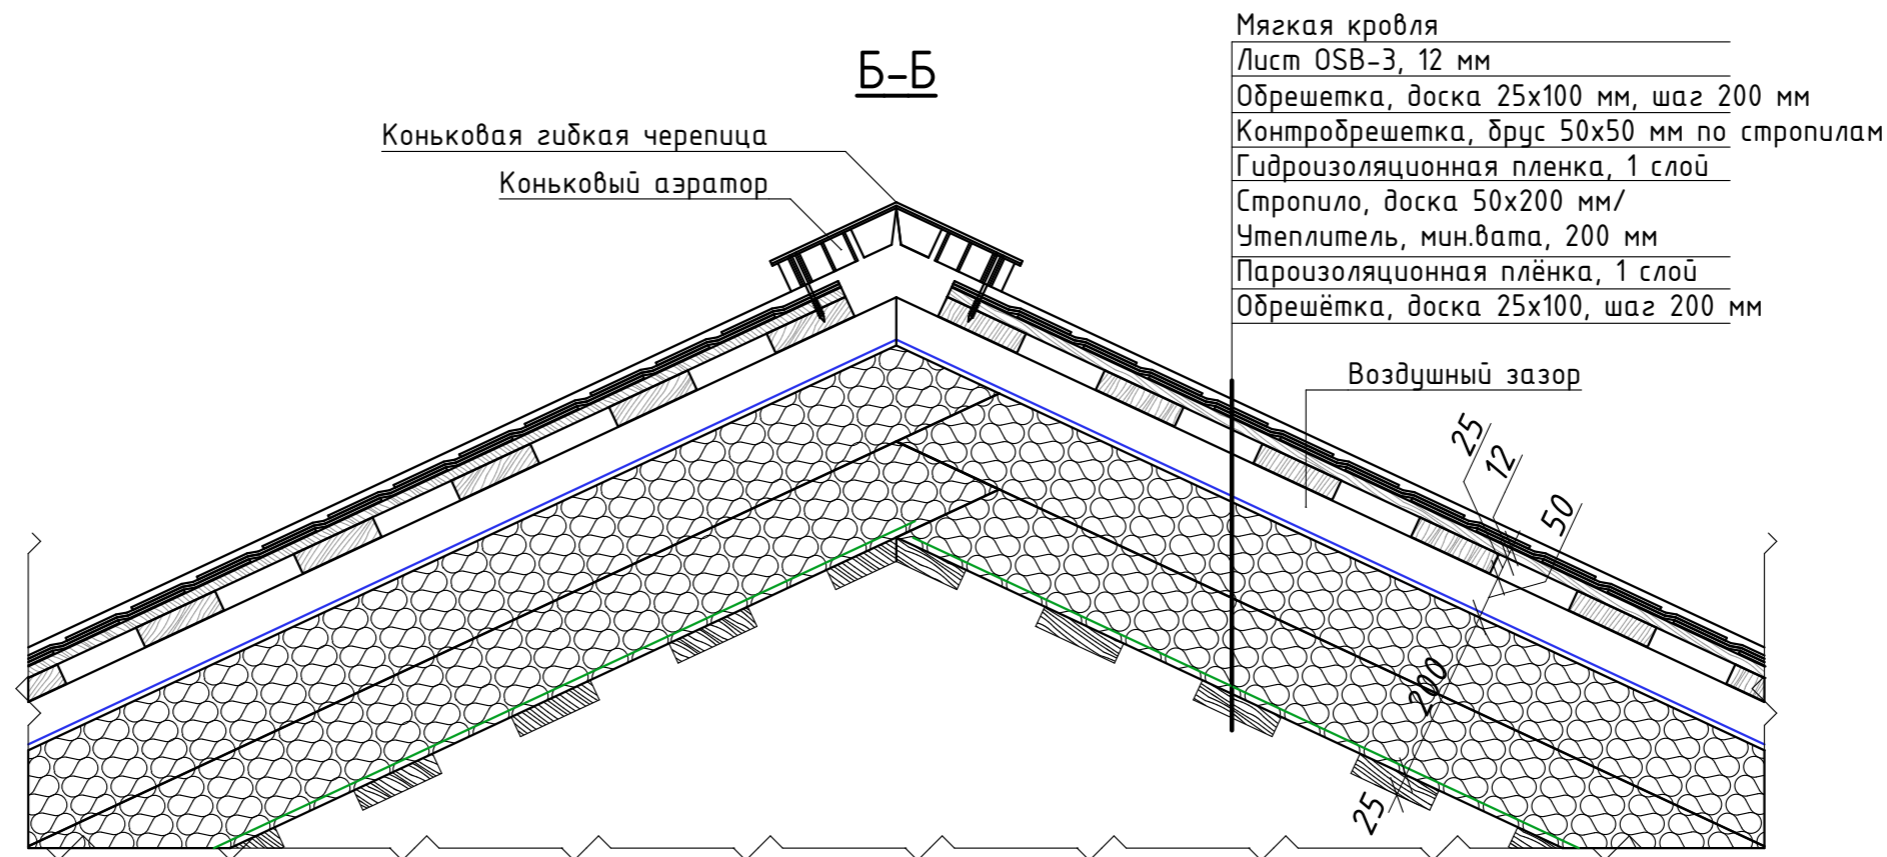 Б-Б
Мягкая кровля
Лист OSB-3, 12 мм
Обрешетка, доска 25х100 мм, шаг 200 мм
Контробрешетка, брус 50х50 мм по стропилам
Гидроизоляционная пленка, 1 слой
Стропило, доска 50х200 мм/
Утеплитель, мин.вата, 200 мм
Пароизоляционная плёнка, 1 слой
Обрешётка, доска 25х100, шаг 200 мм
Коньковая гибкая черепица
Коньковый аэратор
Воздушный зазор
25
12
50
200
25